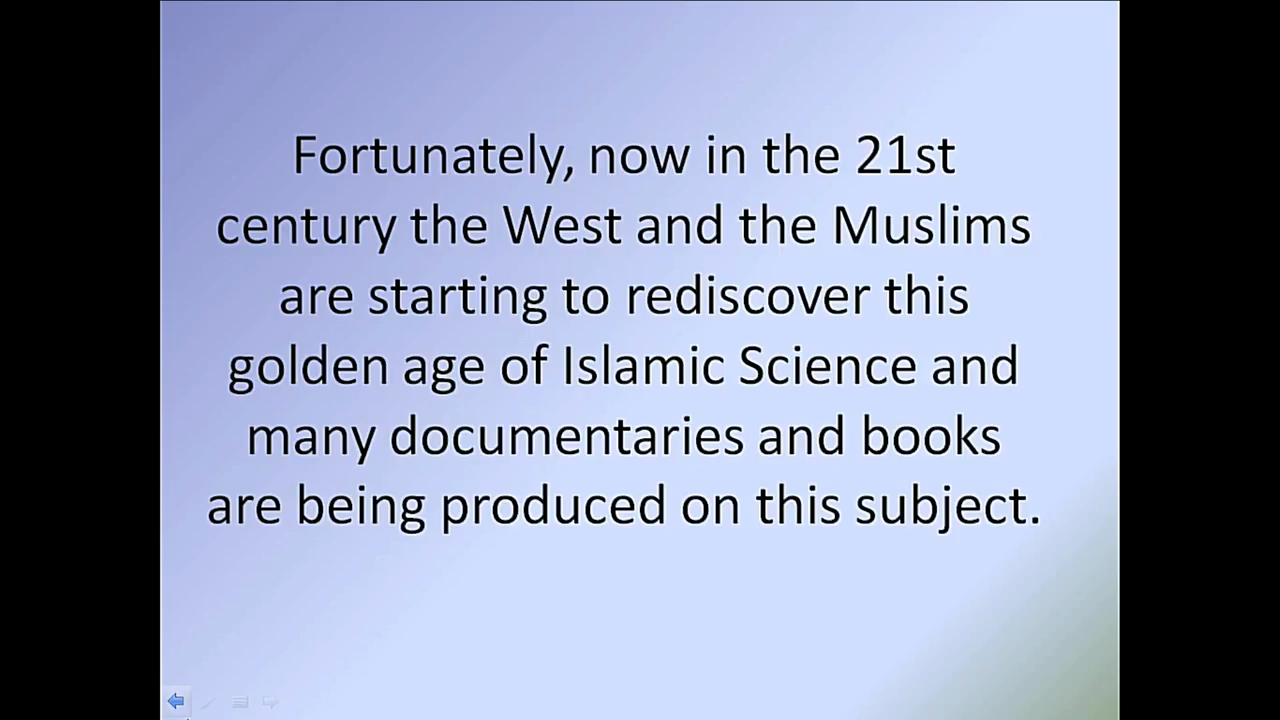 Fortunately, now in the 21st
century the West and the Muslims
are starting to rediscover this
golden age of Islamic Science and
many documentaries and books
are being produced on this subject.